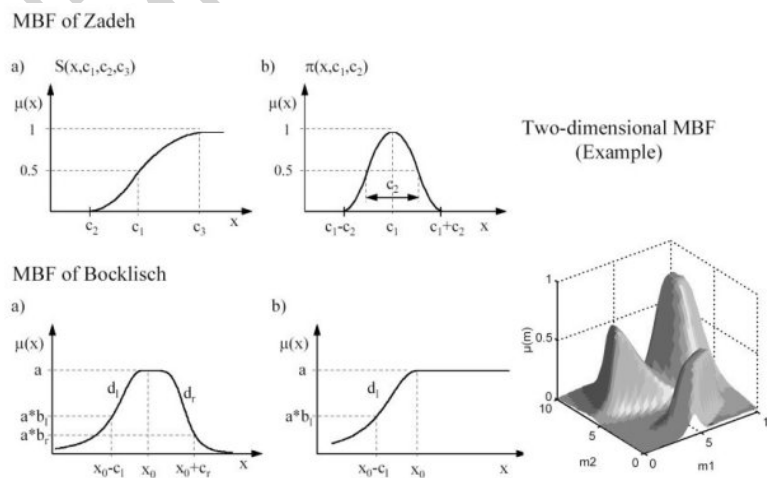 MBF of Zadeh
a) S(x,c₁,c₂,c₃)
μ(x)
1
0.5
c₂ c₁ c₃ x
b) π(x,c₁,c₂)
μ(x)
1
0.5
c₂
c₁-c₂ c₁ c₁+c₂ x
Two-dimensional MBF
(Example)
MBF of Bocklisch
a)
μ(x)
a
dₗ dᵣ
a*bₗ
a*bᵣ
x₀-cₗ x₀ x₀+cᵣ x
b)
μ(x)
a
dₗ
a*bₗ
x₀-cₗ x₀ x
1
0.5
0
μ(m)
10
5
0
m2
0
5
m1